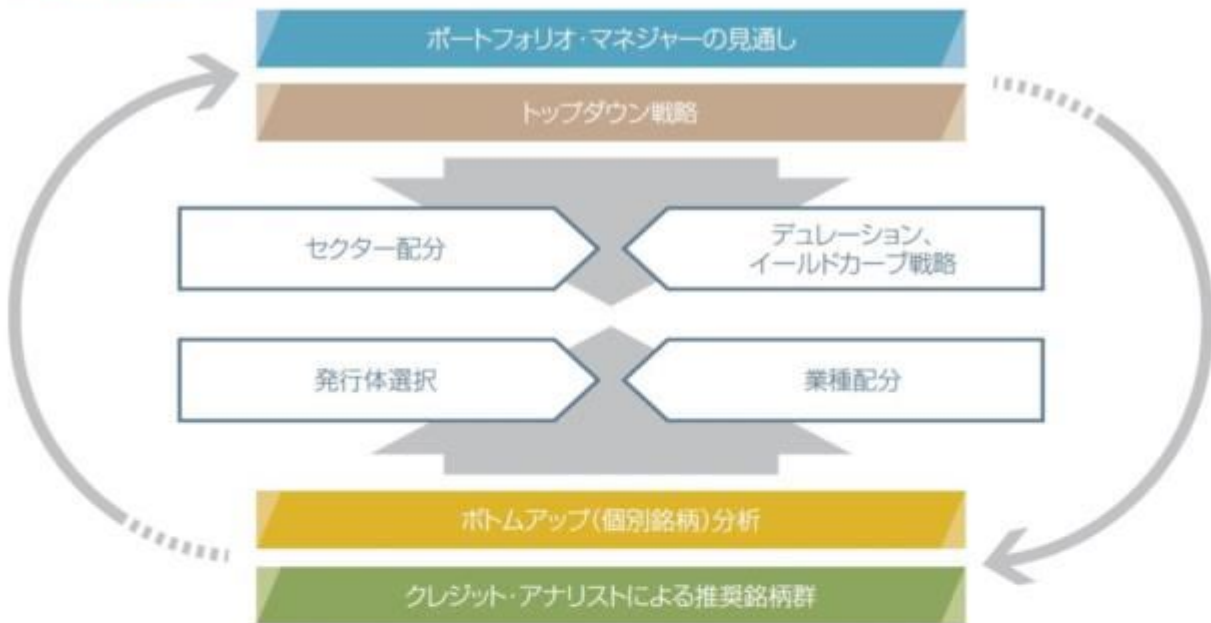 ポートフォリオ・マネジャーの見通し
トップダウン戦略
セクター配分
デュレーション、
イールドカーブ戦略
発行体選択
業種配分
ボトムアップ(個別銘柄)分析
クレジット・アナリストによる推奨銘柄群